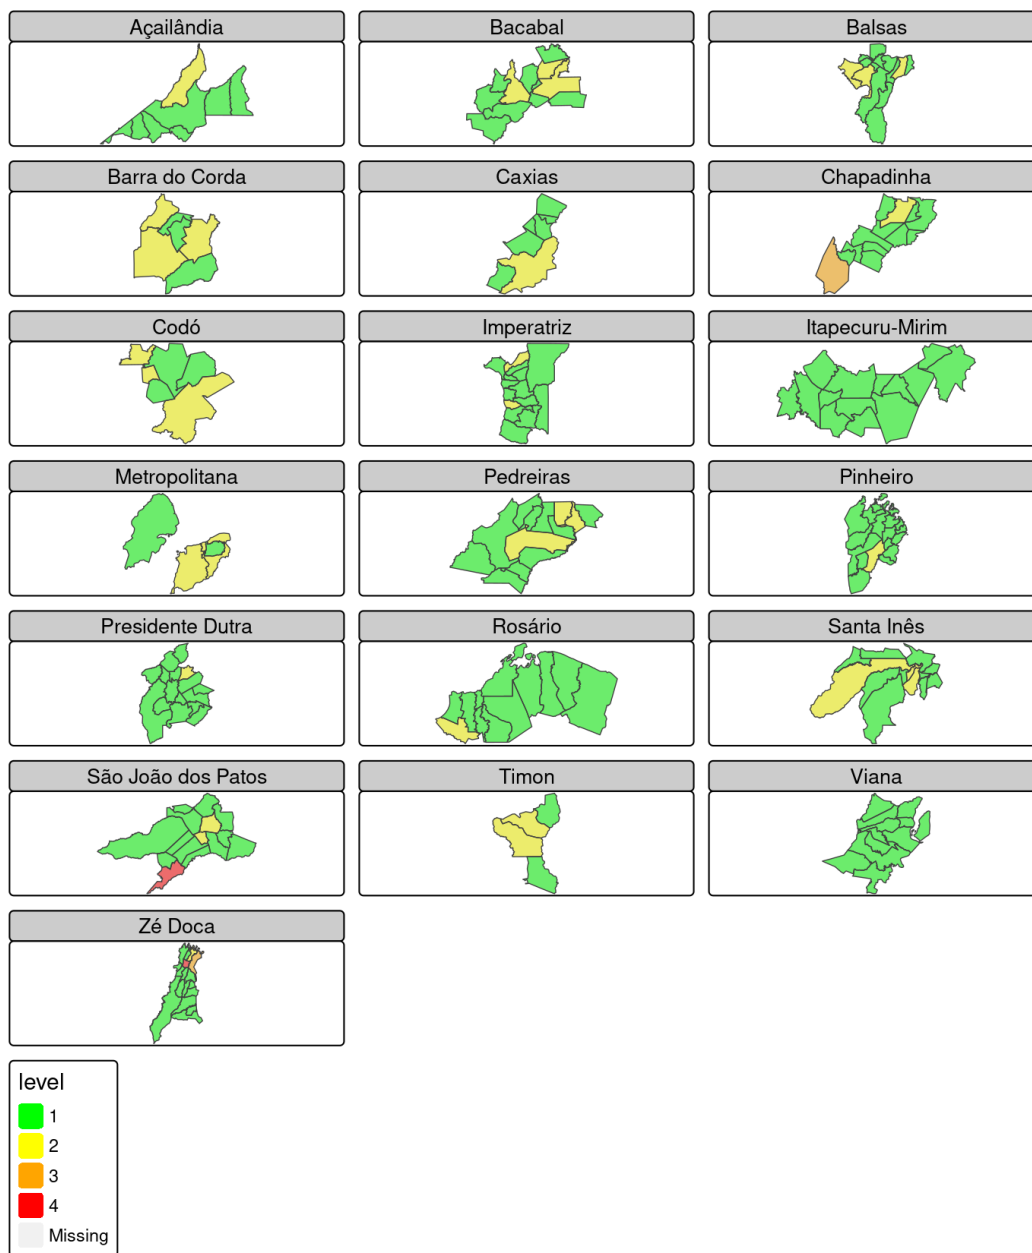 Açailândia
Bacabal
Balsas
Barra do Corda
Caxias
Chapadinha
Codó
Imperatriz
Itapecuru-Mirim
Metropolitana
Pedreiras
Pinheiro
Presidente Dutra
Rosário
Santa Inês
São João dos Patos
Timon
Viana
Zé Doca
level
1
2
3
4
Missing